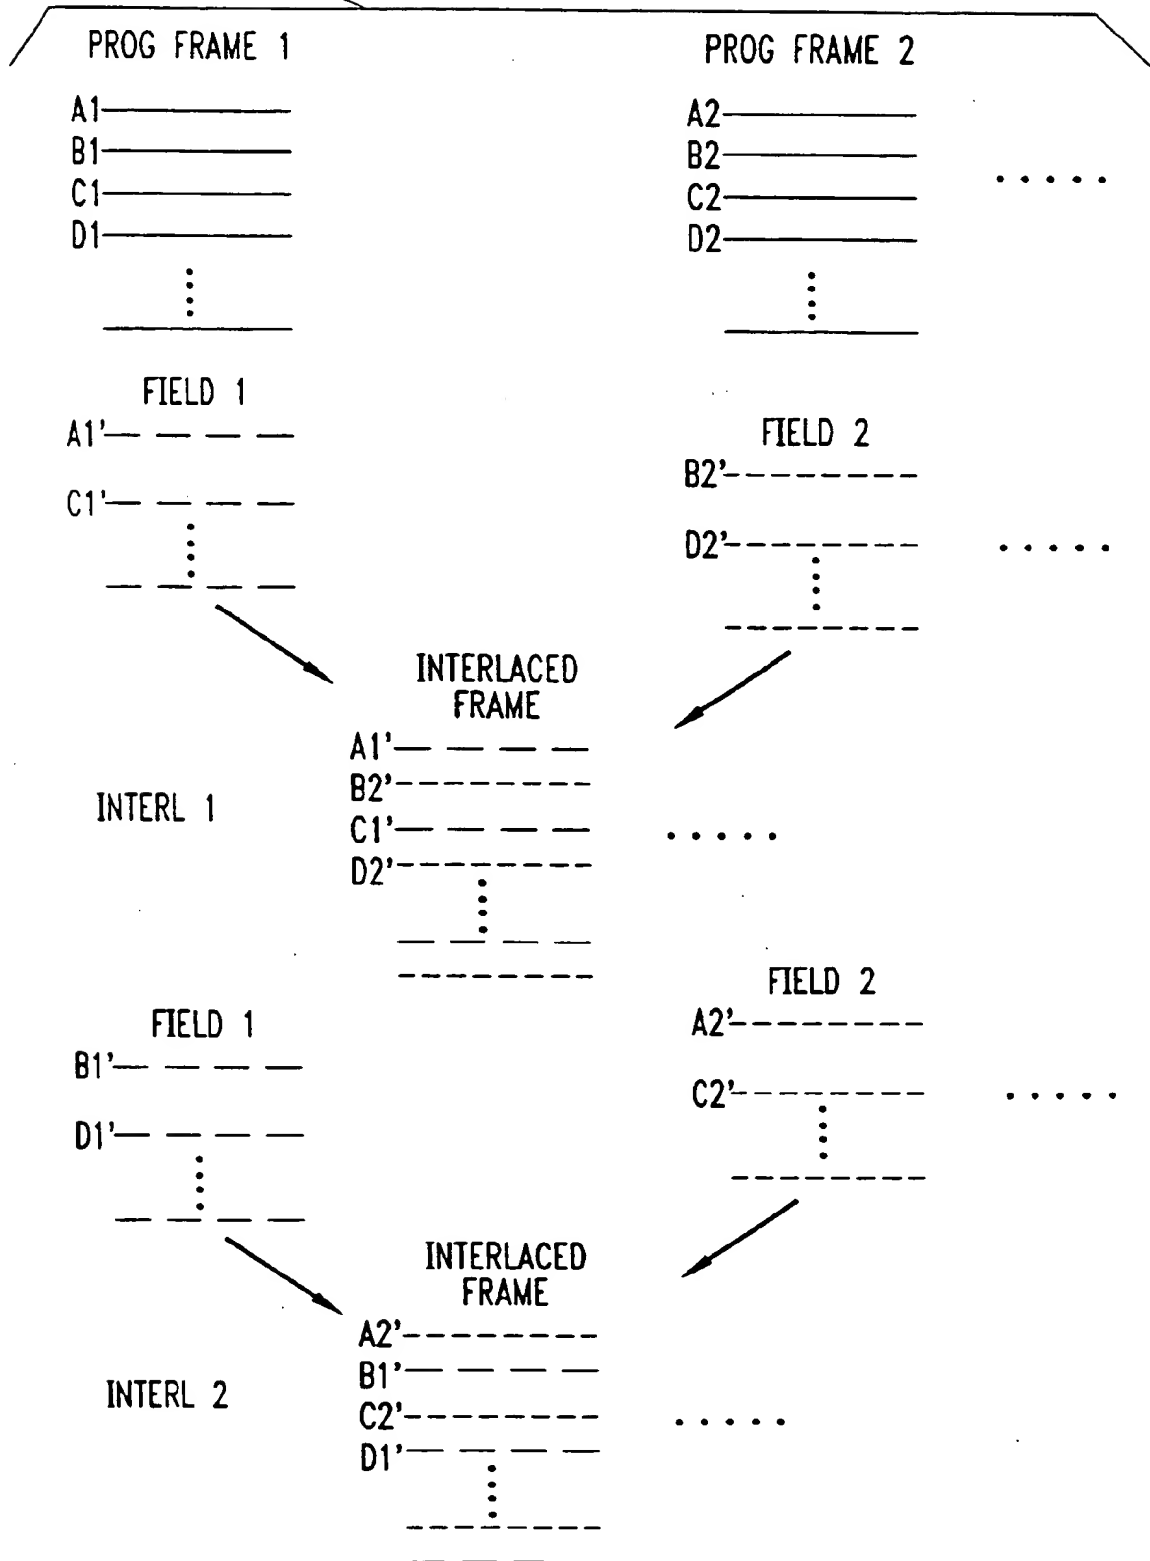 PROG FRAME 1
A1
B1
C1
D1
PROG FRAME 2
A2
B2
C2
D2
FIELD 1
A1'
C1'
FIELD 2
B2'
D2'
INTERLACED
FRAME
INTERL 1
A1'
B2'
C1'
D2'
FIELD 1
B1'
D1'
FIELD 2
A2'
C2'
INTERLACED
FRAME
INTERL 2
A2'
B1'
C2'
D1'